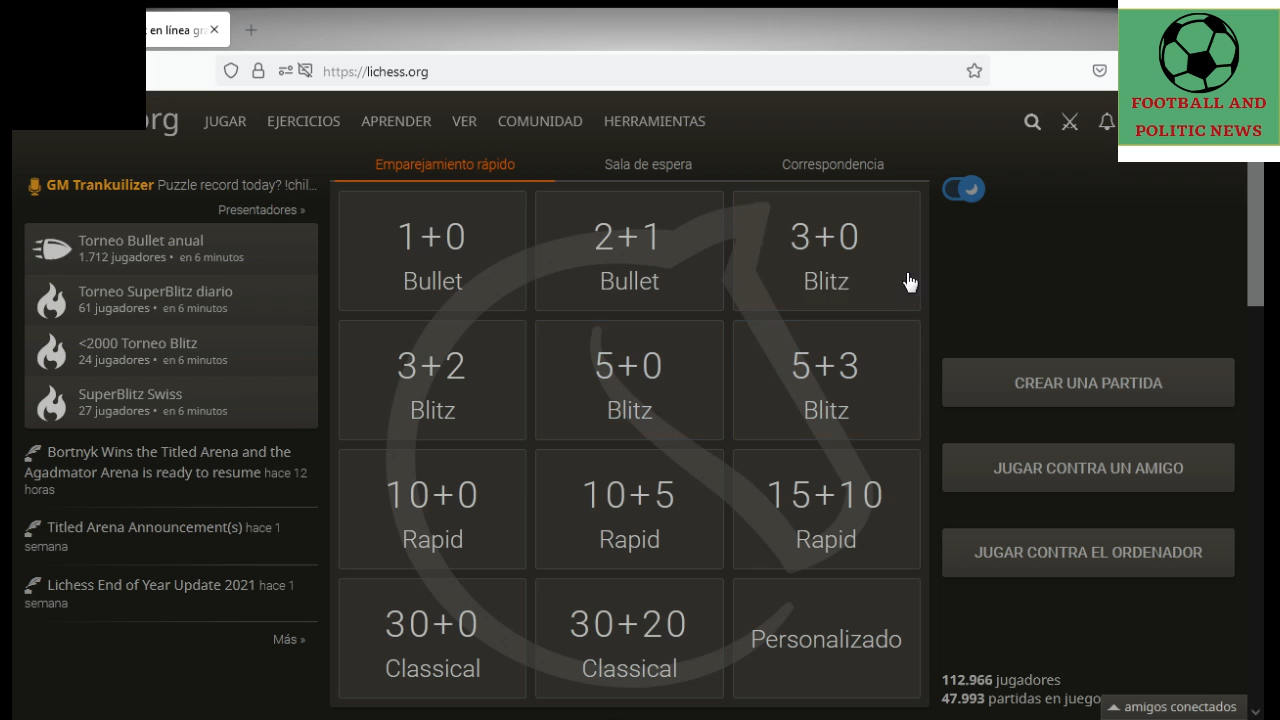 en línea gra
https://lichess.org
FOOTBALL AND
POLITIC NEWS
org
JUGAR
EJERCICIOS
APRENDER
VER
COMUNIDAD
HERRAMIENTAS
Emparejamiento rápido
Sala de espera
Correspondencia
GM Trankuilizer Puzzle record today? !chil...
Presentadores »
Torneo Bullet anual
1.712 jugadores • en 6 minutos
Torneo SuperBlitz diario
61 jugadores • en 6 minutos
<2000 Torneo Blitz
24 jugadores • en 6 minutos
SuperBlitz Swiss
27 jugadores • en 6 minutos
Bortnyk Wins the Titled Arena and the
Agadmator Arena is ready to resume hace 12
horas
Titled Arena Announcement(s) hace 1
semana
Lichess End of Year Update 2021 hace 1
semana
Más »
1+0
Bullet
2+1
Bullet
3+0
Blitz
3+2
Blitz
5+0
Blitz
5+3
Blitz
10+0
Rapid
10+5
Rapid
15+10
Rapid
30+0
Classical
30+20
Classical
Personalizado
CREAR UNA PARTIDA
JUGAR CONTRA UN AMIGO
JUGAR CONTRA EL ORDENADOR
112.966 jugadores
47.993 partidas en juego
amigos conectados